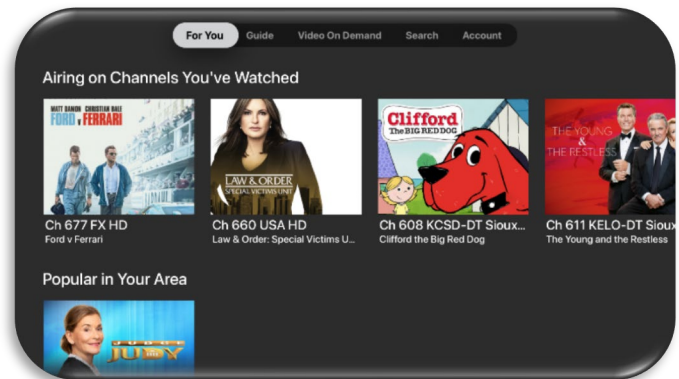 For You Guide Video On Demand Search Account
Airing on Channels You've Watched
MATT DAMON CHRISTIAN BALE
FORD v FERRARI
LAW & ORDER
SPECIAL VICTIMS UNIT
Clifford
THE BIG RED DOG
THE YOUNG
&
THE RESTLESS
Ch 677 FX HD
Ford v Ferrari
Ch 660 USA HD
Law & Order: Special Victims U...
Ch 608 KCSD-DT Sioux...
Clifford the Big Red Dog
Ch 611 KELO-DT Sioux
The Young and the Restless
Popular in Your Area
JUDGE
JUDY